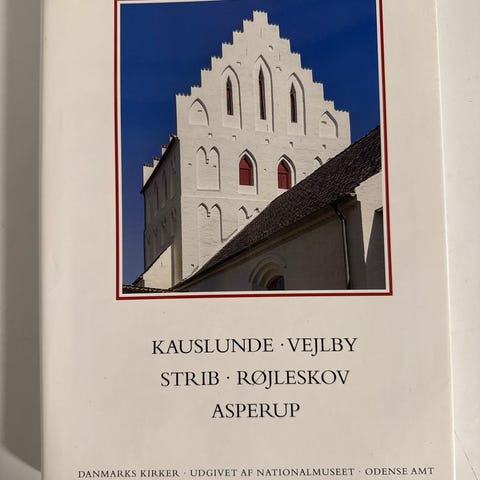 KAUSLUNDE · VEJLBY
STRIB · RØJLESKOV
ASPERUP
DANMARKS KIRKER · UDGIVET AF NATIONALMUSEET · ODENSE AMT